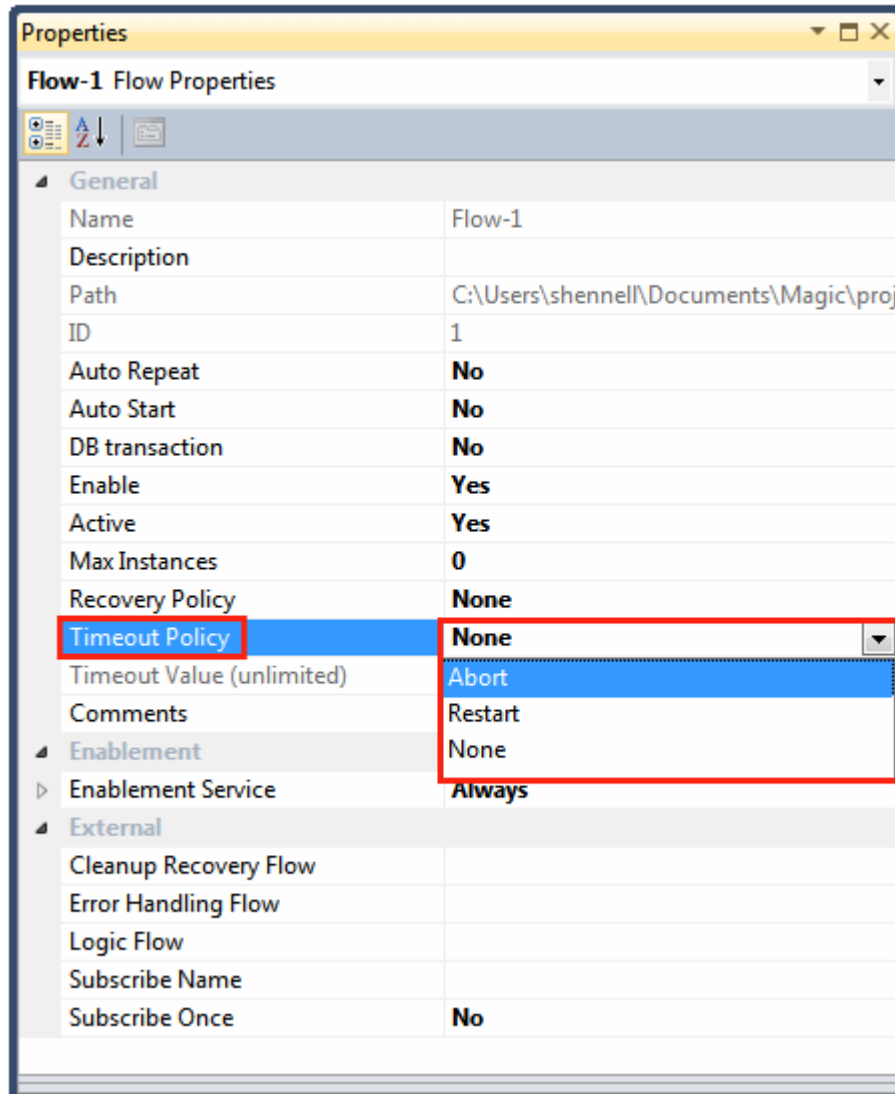 Properties
Flow-1 Flow Properties
General
Name Flow-1
Description
Path C:\Users\shennell\Documents\Magic\proj
ID 1
Auto Repeat No
Auto Start No
DB transaction No
Enable Yes
Active Yes
Max Instances 0
Recovery Policy None
Timeout Policy None
Timeout Value (unlimited) Abort
Comments Restart
Enablement None
Enablement Service Always
External
Cleanup Recovery Flow
Error Handling Flow
Logic Flow
Subscribe Name
Subscribe Once No